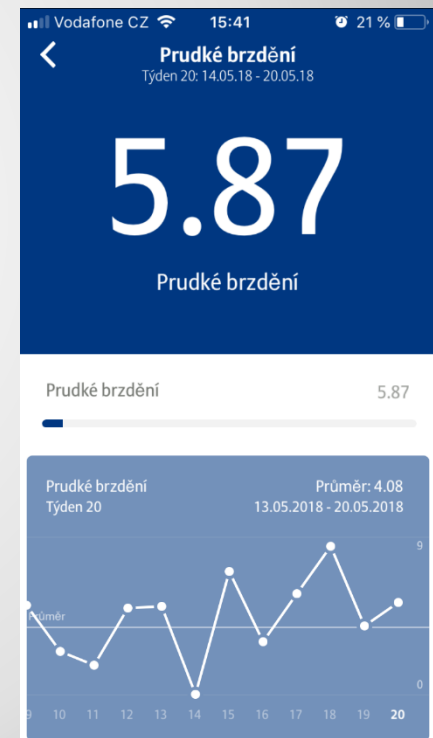 Vodafone CZ 15:41 21 %
Prudké brzdění
Týden 20: 14.05.18 - 20.05.18
5.87
Prudké brzdění
Prudké brzdění 5.87
Prudké brzdění Průměr: 4.08
Týden 20 13.05.2018 - 20.05.2018
9
Průměr
0
9 10 11 12 13 14 15 16 17 18 19 20